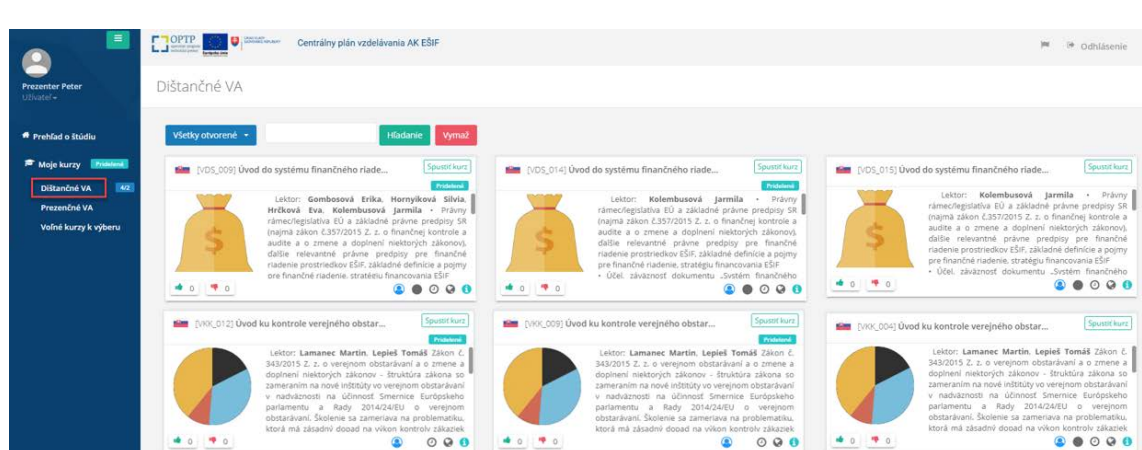 OPTP
Centrálny plán vzdelávania AK EŠIF
Odhlásenie
Prezenter Peter
Užívateľ
Dištančné VA
Prehľad o štúdiu
Moje kurzy Pridelené
Dištančné VA 4/2
Prezenčné VA
Voľné kurzy k výberu
Všetky otvorené
Hľadanie
Vymaž
[VDS_009] Úvod do systému finančného riade...
Spustiť kurz
Pridelené
Lektor: Gombosová Erika, Hornyiková Silvia,
Hrčková Eva, Kolembusová Jarmila • Právny
rámec/legislatíva EÚ a základné právne predpisy SR
(najmä zákon č.357/2015 Z. z. o finančnej kontrole a
audite a o zmene a doplnení niektorých zákonov),
ďalšie relevantné právne predpisy pre finančné
riadenie prostriedkov EŠIF, základné definície a pojmy
pre finančné riadenie, stratégiu financovania EŠIF
0 0
[VDS_014] Úvod do systému finančného riade...
Spustiť kurz
Pridelené
Lektor: Kolembusová Jarmila • Právny
rámec/legislatíva EÚ a základné právne predpisy SR
(najmä zákon č.357/2015 Z. z. o finančnej kontrole a
audite a o zmene a doplnení niektorých zákonov),
ďalšie relevantné právne predpisy pre finančné
riadenie prostriedkov EŠIF, základné definície a pojmy
pre finančné riadenie, stratégiu financovania EŠIF
• Účel, záväznosť dokumentu „Systém finančného
0 0
[VDS_015] Úvod do systému finančného riade...
Spustiť kurz
Lektor: Kolembusová Jarmila • Právny
rámec/legislatíva EÚ a základné právne predpisy SR
(najmä zákon č.357/2015 Z. z. o finančnej kontrole a
audite a o zmene a doplnení niektorých zákonov),
ďalšie relevantné právne predpisy pre finančné
riadenie prostriedkov EŠIF, základné definície a pojmy
pre finančné riadenie, stratégiu financovania EŠIF
• Účel, záväznosť dokumentu „Systém finančného
0 0
[VKK_012] Úvod ku kontrole verejného obstar...
Spustiť kurz
Pridelené
Lektor: Lamanec Martin, Lepieš Tomáš Zákon č.
343/2015 Z. z. o verejnom obstarávaní a o zmene a
doplnení niektorých zákonov - štruktúra zákona so
zameraním na nové inštitúty vo verejnom obstarávaní
v nadväznosti na účinnosť Smernice Európskeho
parlamentu a Rady 2014/24/EU o verejnom
obstarávaní. Školenie sa zameriava na problematiku,
ktorá má zásadný dopad na výkon kontroly zákaziek
0 0
[VKK_009] Úvod ku kontrole verejného obstar...
Spustiť kurz
Pridelené
Lektor: Lamanec Martin, Lepieš Tomáš Zákon č.
343/2015 Z. z. o verejnom obstarávaní a o zmene a
doplnení niektorých zákonov - štruktúra zákona so
zameraním na nové inštitúty vo verejnom obstarávaní
v nadväznosti na účinnosť Smernice Európskeho
parlamentu a Rady 2014/24/EU o verejnom
obstarávaní. Školenie sa zameriava na problematiku,
ktorá má zásadný dopad na výkon kontroly zákaziek
0 0
[VKK_004] Úvod ku kontrole verejného obstar...
Spustiť kurz
Lektor: Lamanec Martin, Lepieš Tomáš Zákon č.
343/2015 Z. z. o verejnom obstarávaní a o zmene a
doplnení niektorých zákonov - štruktúra zákona so
zameraním na nové inštitúty vo verejnom obstarávaní
v nadväznosti na účinnosť Smernice Európskeho
parlamentu a Rady 2014/24/EU o verejnom
obstarávaní. Školenie sa zameriava na problematiku,
ktorá má zásadný dopad na výkon kontroly zákaziek
0 0